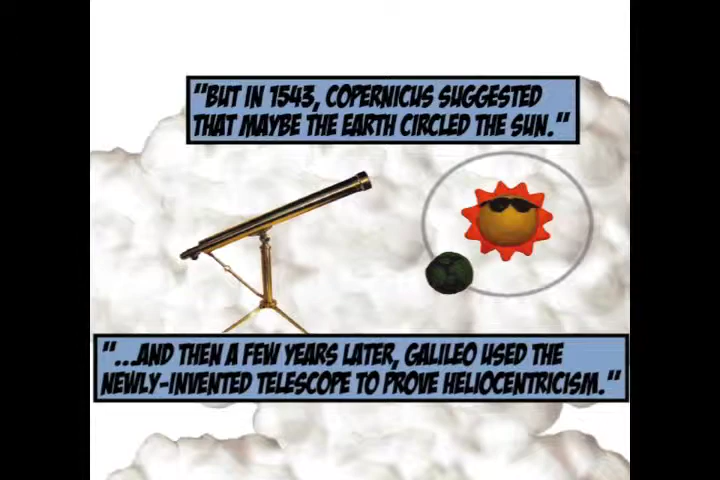 "BUT IN 1543, COPERNICUS SUGGESTED
THAT MAYBE THE EARTH CIRCLED THE SUN."
"...AND THEN A FEW YEARS LATER, GALILEO USED THE
NEWLY-INVENTED TELESCOPE TO PROVE HELIOCENTRICISM."